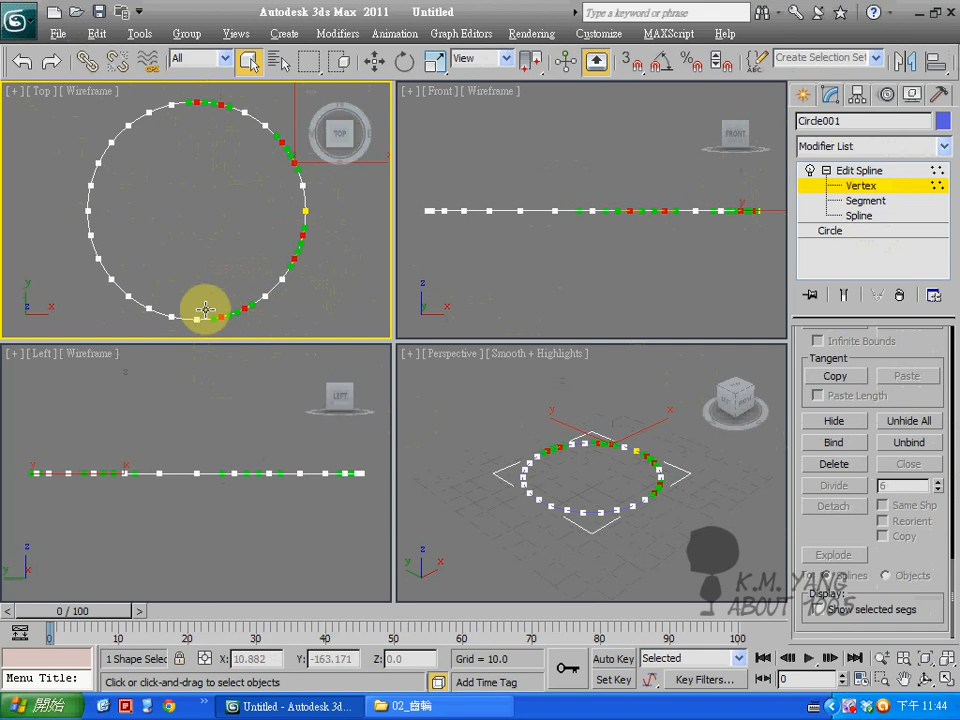 Autodesk 3ds Max 2011 Untitled
Type a keyword or phrase
File Edit Tools Group Views Create Modifiers Animation Graph Editors Rendering Customize MAXScript Help
All View 3 ABC Create Selection Set
[ + ] [ Top ] [ Wireframe ]
TOP
y
z x
[ + ] [ Front ] [ Wireframe ]
FRONT
y
z
x
[ + ] [ Left ] [ Wireframe ]
LEFT
y x
z
y x
[ + ] [ Perspective ] [ Smooth + Highlights ]
y x
z
y x
Circle001
Modifier List
Edit Spline
Vertex
Segment
Spline
Circle
Infinite Bounds
Tangent
Copy Paste
Paste Length
Hide Unhide All
Bind Unbind
Delete Close
Divide 6
Detach Same Shp
Reorient
Copy
Explode
Splines Objects
Display:
Show selected segs
K.M. YANG
ABOUT 1005
0 / 100
0 10 20 30 40 50 60 70 80 90 100
1 Shape Selec X: 10.882 Y: -163.171 Z: 0.0 Grid = 10.0 Auto Key Selected
Menu Title: Click or click-and-drag to select objects Add Time Tag Set Key Key Filters... 0
開始 Untitled - Autodesk 3d... 02_齒輪 下午 11:44